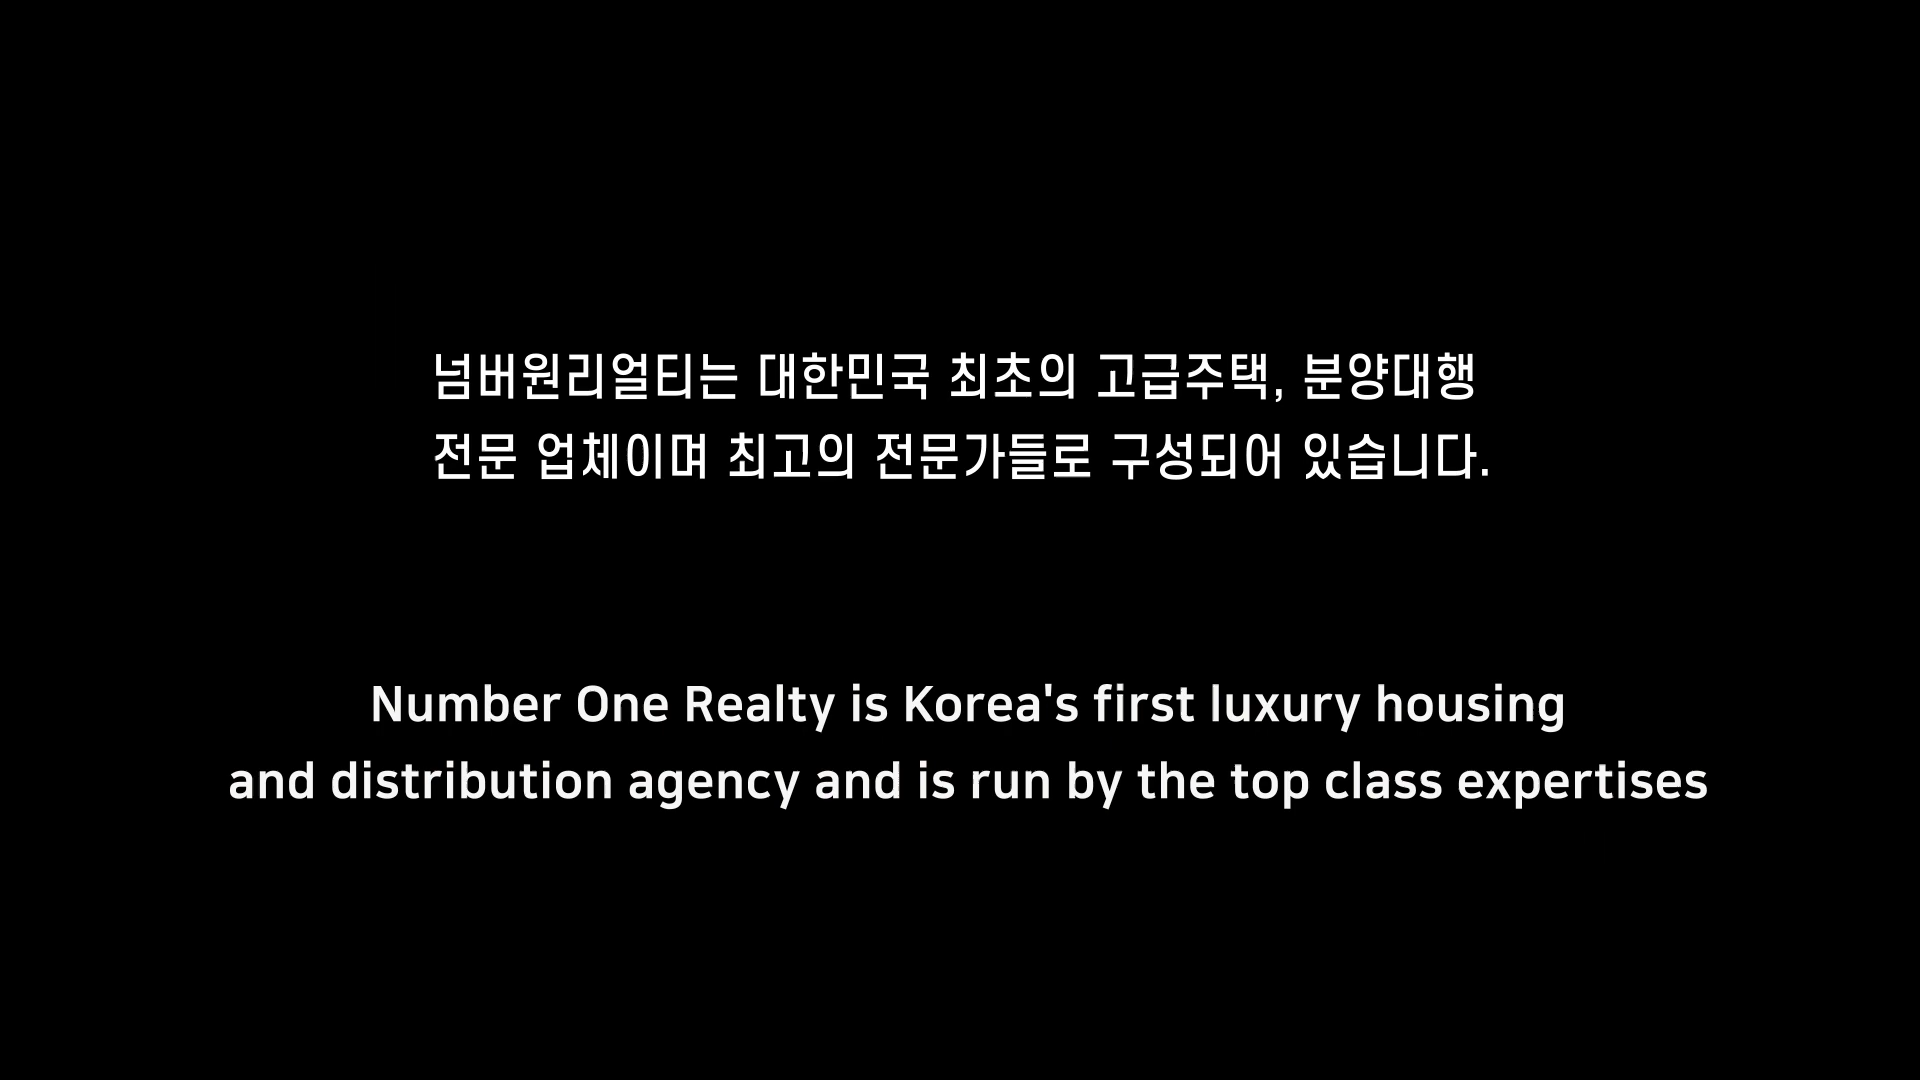 넘버원리얼티는 대한민국 최초의 고급주택, 분양대행
전문 업체이며 최고의 전문가들로 구성되어 있습니다.
Number One Realty is Korea's first luxury housing
and distribution agency and is run by the top class expertises